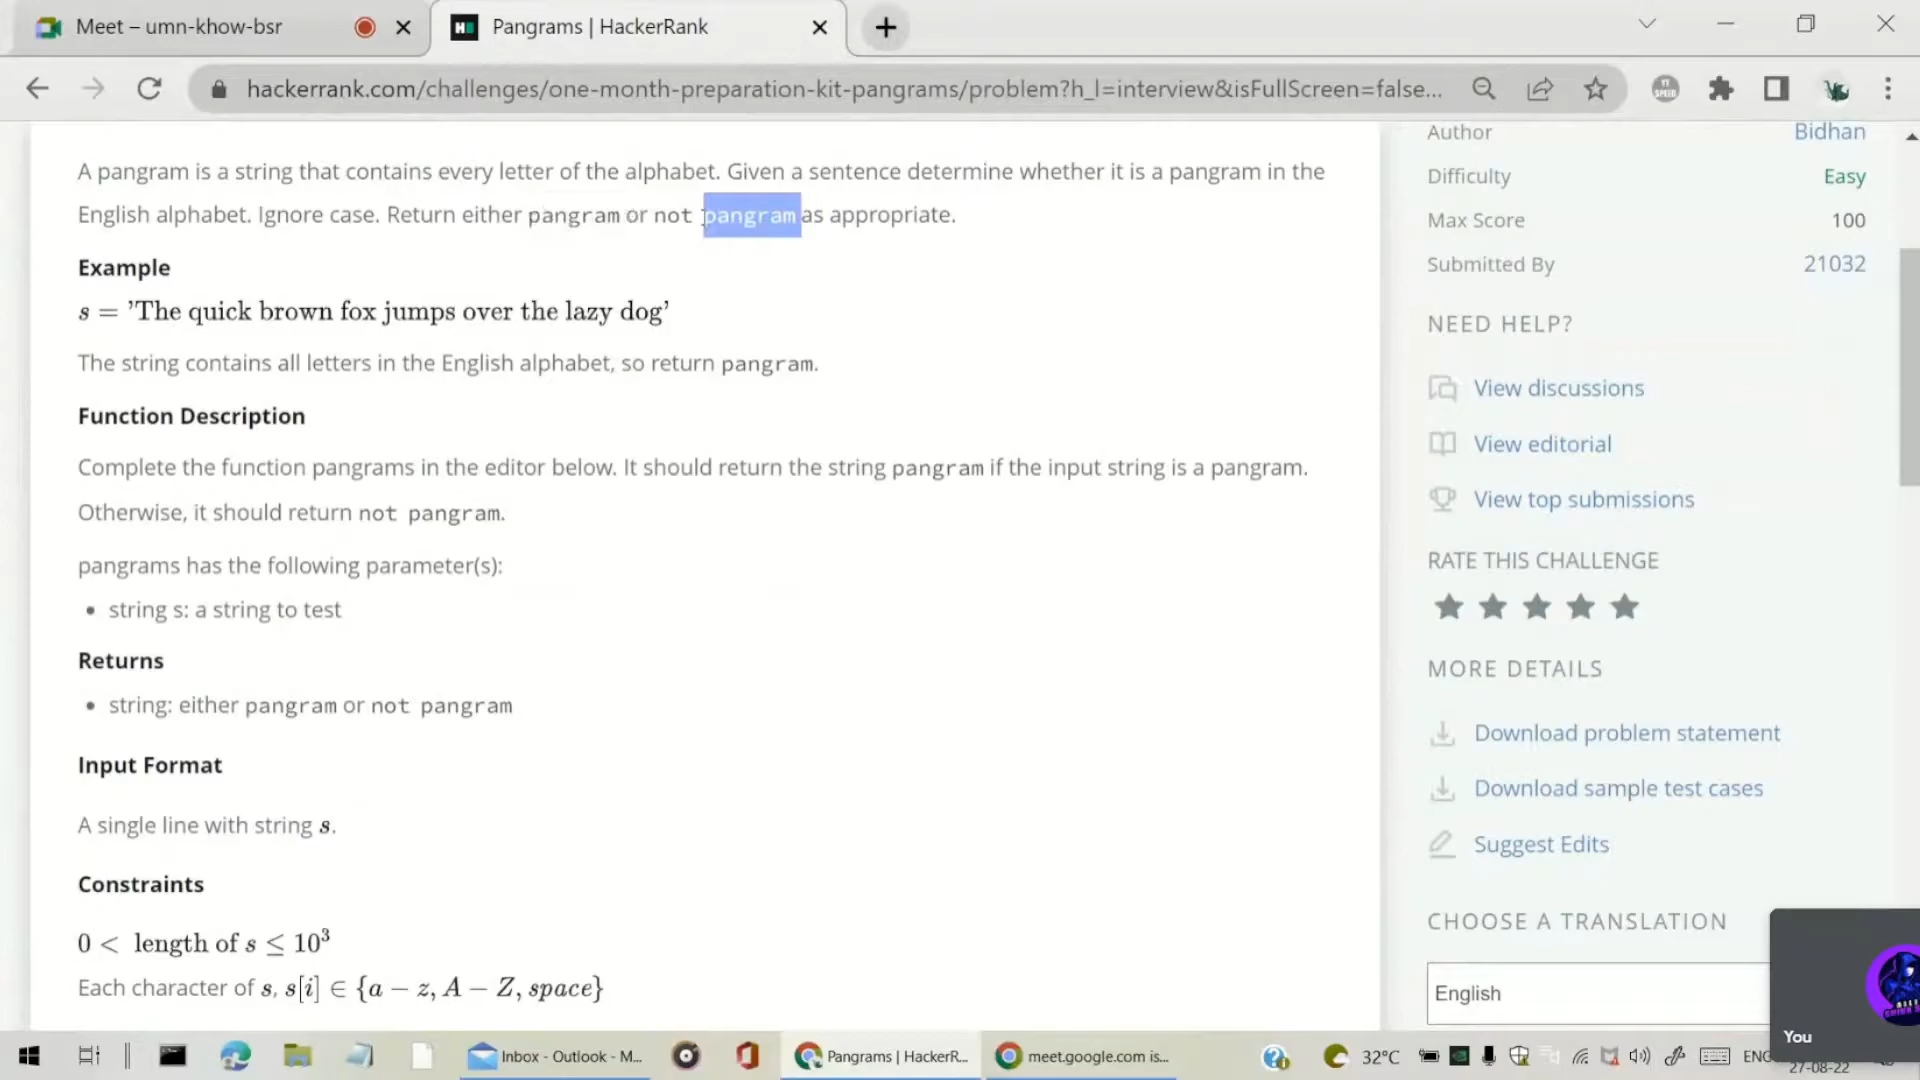 Meet – umn-khow-bsr
Pangrams | HackerRank
hackerrank.com/challenges/one-month-preparation-kit-pangrams/problem?h_l=interview&isFullScreen=false...
A pangram is a string that contains every letter of the alphabet. Given a sentence determine whether it is a pangram in the
English alphabet. Ignore case. Return either pangram or not pangram as appropriate.
Example
s = ’The quick brown fox jumps over the lazy dog’
The string contains all letters in the English alphabet, so return pangram.
Function Description
Complete the function pangrams in the editor below. It should return the string pangram if the input string is a pangram.
Otherwise, it should return not pangram.
pangrams has the following parameter(s):
• string s: a string to test
Returns
• string: either pangram or not pangram
Input Format
A single line with string s.
Constraints
0 < length of s ≤ 10³
Each character of s, s[i] ∈ {a − z, A − Z, space}
Author Bidhan
Difficulty Easy
Max Score 100
Submitted By 21032
NEED HELP?
View discussions
View editorial
View top submissions
RATE THIS CHALLENGE
MORE DETAILS
Download problem statement
Download sample test cases
Suggest Edits
CHOOSE A TRANSLATION
English
You
Inbox - Outlook - M...
Pangrams | HackerR...
meet.google.com is...
32°C
ENG
27-08-22